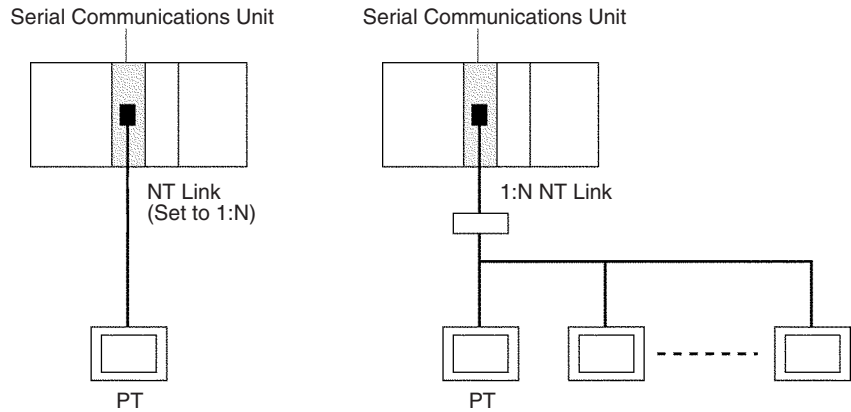 Serial Communications Unit
Serial Communications Unit
NT Link
(Set to 1:N)
1:N NT Link
PT
PT